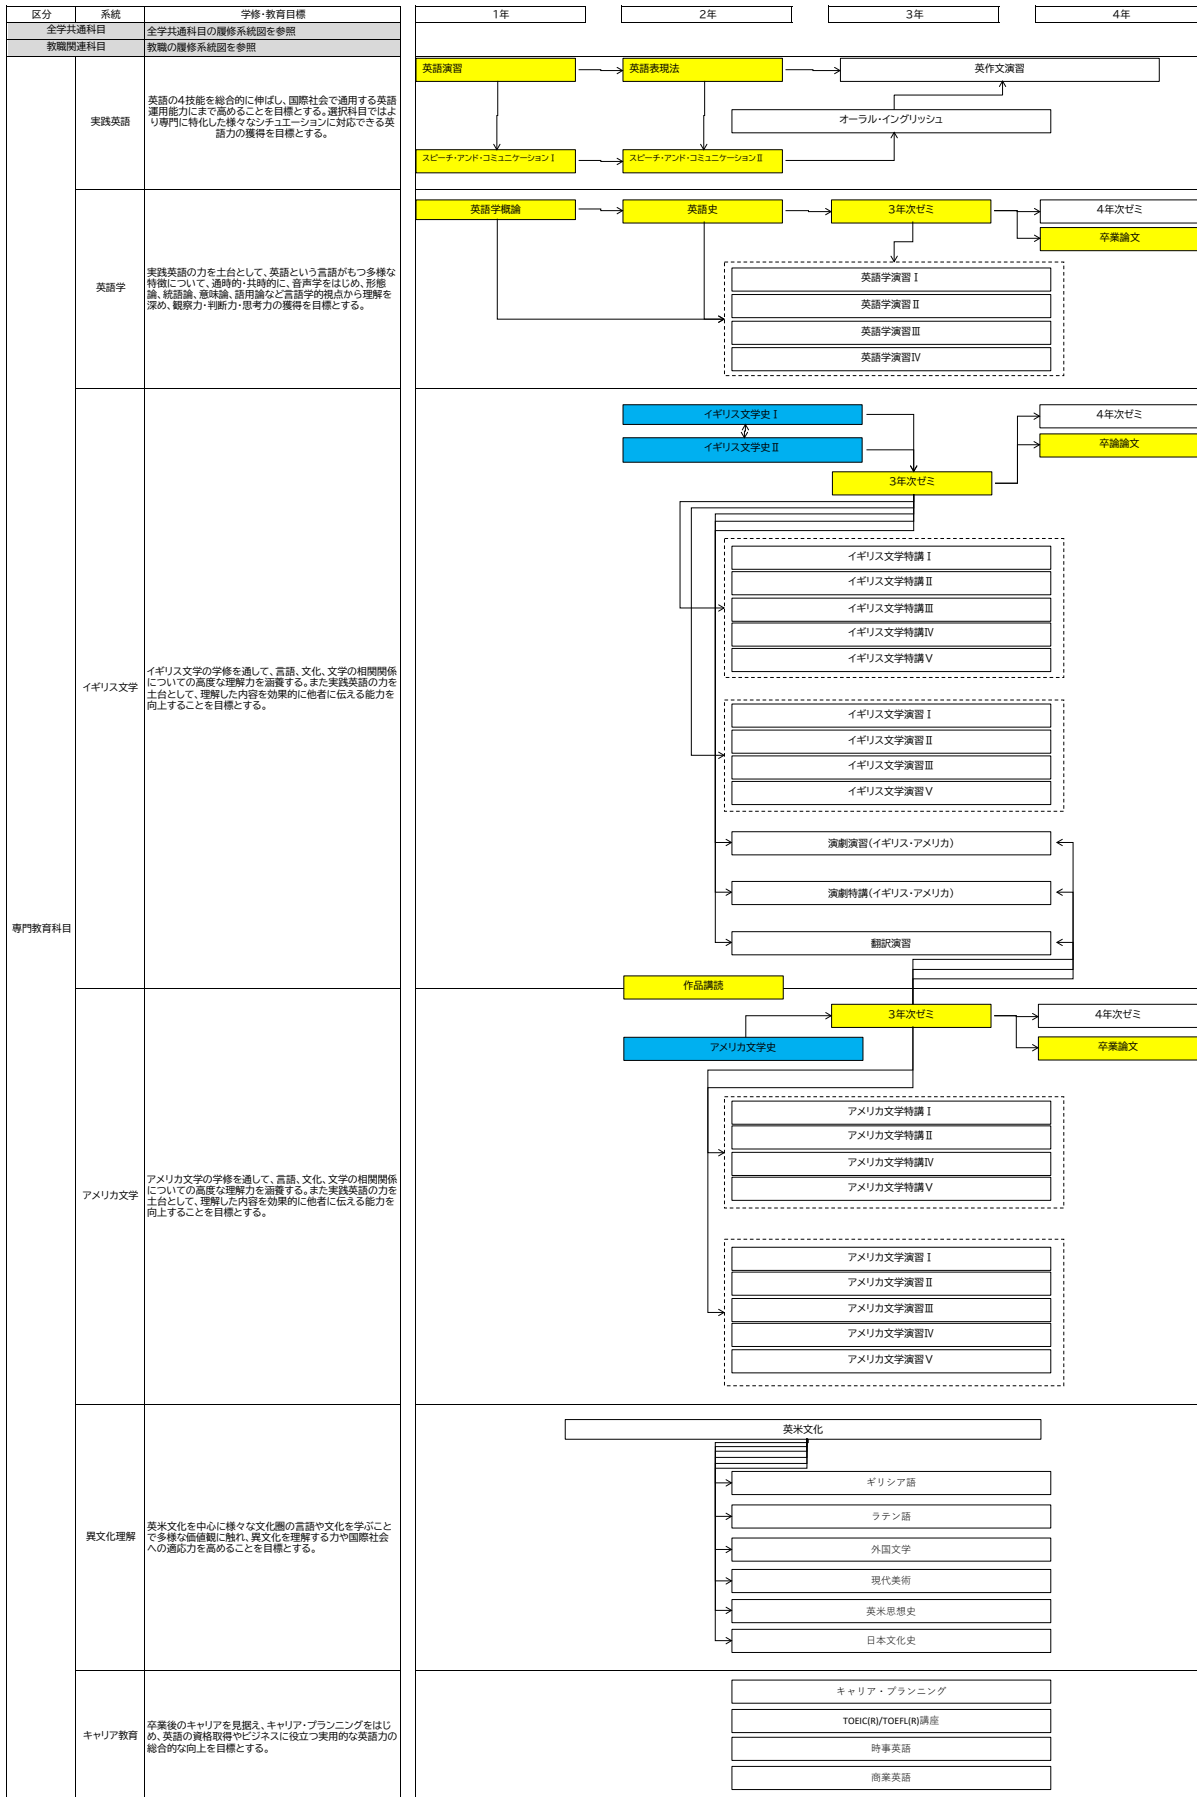 区分 系統 学修・教育目標 1年 2年 3年 4年
全学共通科目 全学共通科目の履修系統図を参照
教職関連科目 教職の履修系統図を参照
専門教育科目
実践英語
英語の4技能を総合的に伸ばし、国際社会で通用する英語
運用能力にまで高めることを目標とする。選択科目ではよ
り専門に特化した様々なシチュエーションに対応できる英
語力の獲得を目標とする。
英語演習 英語表現法 英作文演習
オーラル・イングリッシュ
スピーチ・アンド・コミュニケーションⅠ スピーチ・アンド・コミュニケーションⅡ
英語学
実践英語の力を土台として、英語という言語がもつ多様な
特徴について、通時的・共時的に、音声学をはじめ、形態
論、統語論、意味論、語用論など言語学的視点から理解を
深め、観察力・判断力・思考力の獲得を目標とする。
英語学概論 英語史 3年次ゼミ 4年次ゼミ
卒業論文
英語学演習Ⅰ
英語学演習Ⅱ
英語学演習Ⅲ
英語学演習Ⅳ
イギリス文学
イギリス文学の学修を通して、言語、文化、文学の相関関係
についての高度な理解力を涵養する。また実践英語の力を
土台として、理解した内容を効果的に他者に伝える能力を
向上することを目標とする。
イギリス文学史Ⅰ 4年次ゼミ
イギリス文学史Ⅱ 卒論論文
3年次ゼミ
イギリス文学特講Ⅰ
イギリス文学特講Ⅱ
イギリス文学特講Ⅲ
イギリス文学特講Ⅳ
イギリス文学特講Ⅴ
イギリス文学演習Ⅰ
イギリス文学演習Ⅱ
イギリス文学演習Ⅲ
イギリス文学演習Ⅴ
演劇演習(イギリス・アメリカ)
演劇特講(イギリス・アメリカ)
翻訳演習
作品講読
アメリカ文学
アメリカ文学の学修を通して、言語、文化、文学の相関関係
についての高度な理解力を涵養する。また実践英語の力を
土台として、理解した内容を効果的に他者に伝える能力を
向上することを目標とする。
3年次ゼミ 4年次ゼミ
アメリカ文学史 卒業論文
アメリカ文学特講Ⅰ
アメリカ文学特講Ⅱ
アメリカ文学特講Ⅳ
アメリカ文学特講Ⅴ
アメリカ文学演習Ⅰ
アメリカ文学演習Ⅱ
アメリカ文学演習Ⅲ
アメリカ文学演習Ⅳ
アメリカ文学演習Ⅴ
異文化理解
英米文化を中心に様々な文化圏の言語や文化を学ぶこと
で多様な価値観に触れ、異文化を理解する力や国際社会
への適応力を高めることを目標とする。
英米文化
ギリシア語
ラテン語
外国文学
現代美術
英米思想史
日本文化史
キャリア教育
卒業後のキャリアを見据え、キャリア・プランニングをはじ
め、英語の資格取得やビジネスに役立つ実用的な英語力の
総合的な向上を目標とする。
キャリア・プランニング
TOEIC(R)/TOEFL(R)講座
時事英語
商業英語